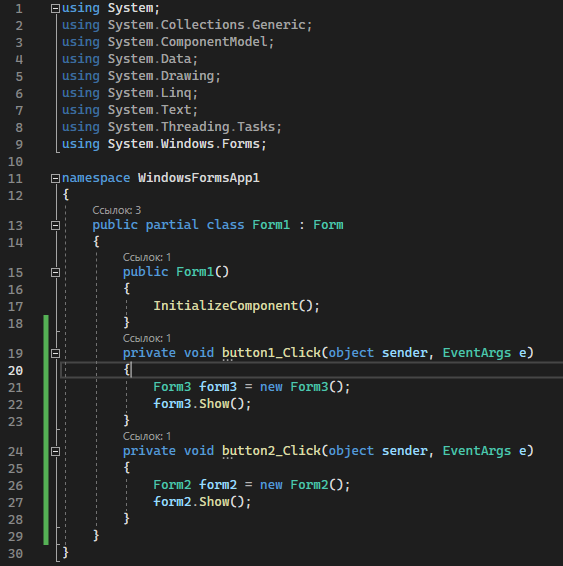 1 using System;
2 using System.Collections.Generic;
3 using System.ComponentModel;
4 using System.Data;
5 using System.Drawing;
6 using System.Linq;
7 using System.Text;
8 using System.Threading.Tasks;
9 using System.Windows.Forms;
10
11 namespace WindowsFormsApp1
12 {
Ссылок: 3
13 public partial class Form1 : Form
14 {
Ссылок: 1
15 public Form1()
16 {
17 InitializeComponent();
18 }
Ссылок: 1
19 private void button1_Click(object sender, EventArgs e)
20 {
21 Form3 form3 = new Form3();
22 form3.Show();
23 }
Ссылок: 1
24 private void button2_Click(object sender, EventArgs e)
25 {
26 Form2 form2 = new Form2();
27 form2.Show();
28 }
29 }
30 }